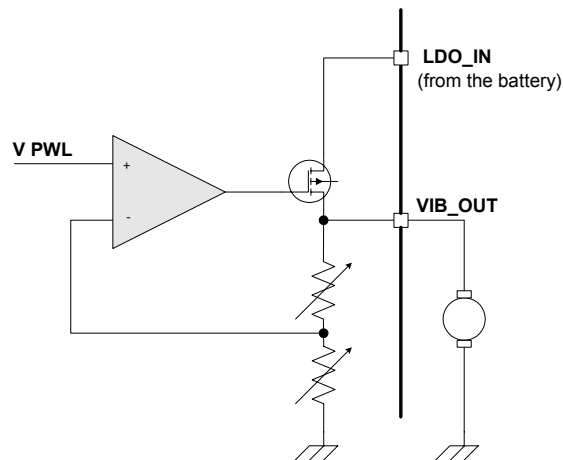 LDO_IN
(from the battery)
V PWL
+
-
VIB_OUT